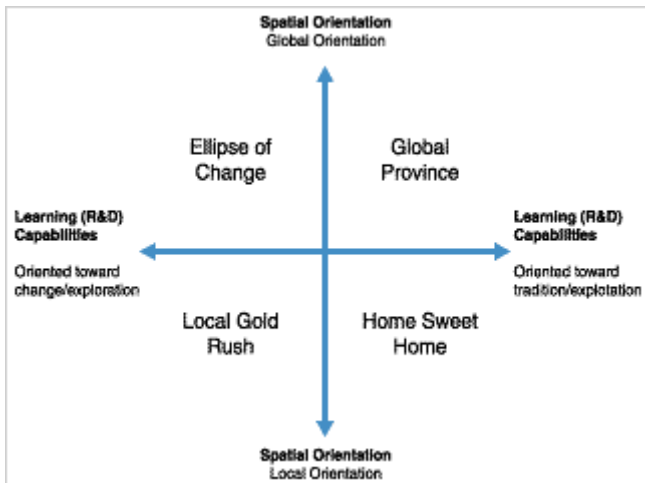 Spatial Orientation
Global Orientation
Ellipse of
Change
Global
Province
Learning (R&D)
Capabilities
Oriented toward
change/exploration
Learning (R&D)
Capabilities
Oriented toward
tradition/explotation
Local Gold
Rush
Home Sweet
Home
Spatial Orientation
Local Orientation